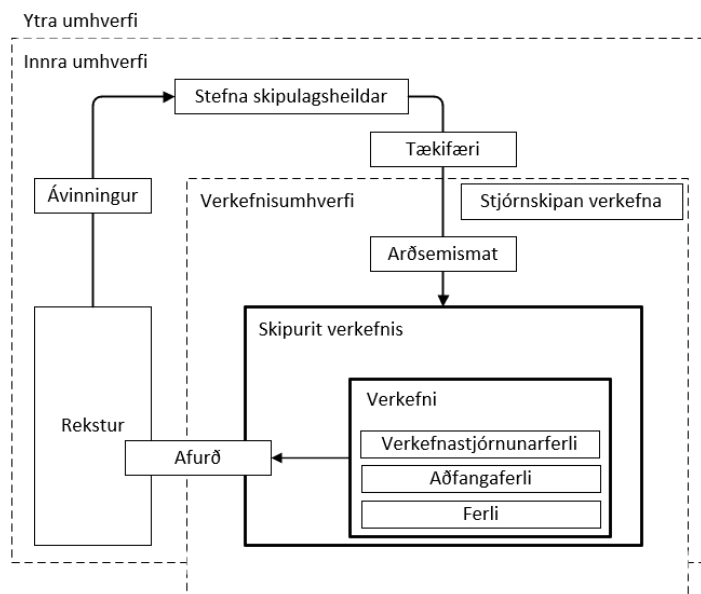 Ytra umhverfi
Innra umhverfi
Stefna skipulagsheildar
Tækifæri
Ávinningur
Verkefnisumhverfi
Stjórnskipan verkefna
Arðsemismat
Skipurit verkefnis
Verkefni
Rekstur
Verkefnastjórnunarferli
Afurð
Aðfangaferli
Ferli